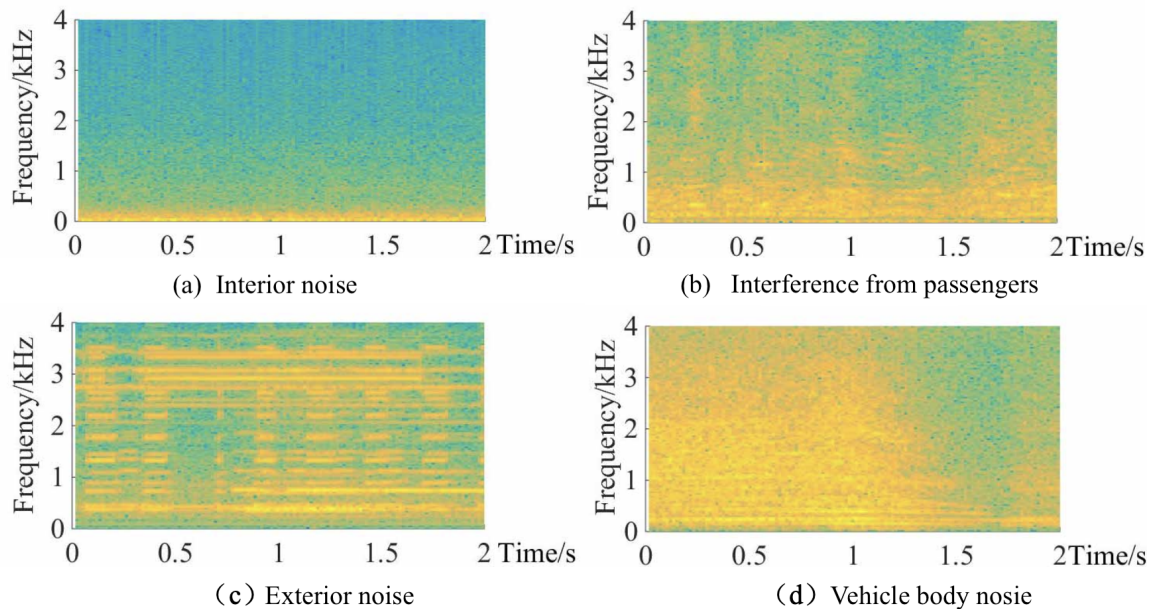 4
3
2
1
0
Frequency/kHz
0 0.5 1 1.5 2 Time/s
(a) Interior noise
4
3
2
1
0
Frequency/kHz
0 0.5 1 1.5 2 Time/s
(b) Interference from passengers
4
3
2
1
0
Frequency/kHz
0 0.5 1 1.5 2 Time/s
（c）Exterior noise
4
3
2
1
0
Frequency/kHz
0 0.5 1 1.5 2Time/s
（d）Vehicle body nosie